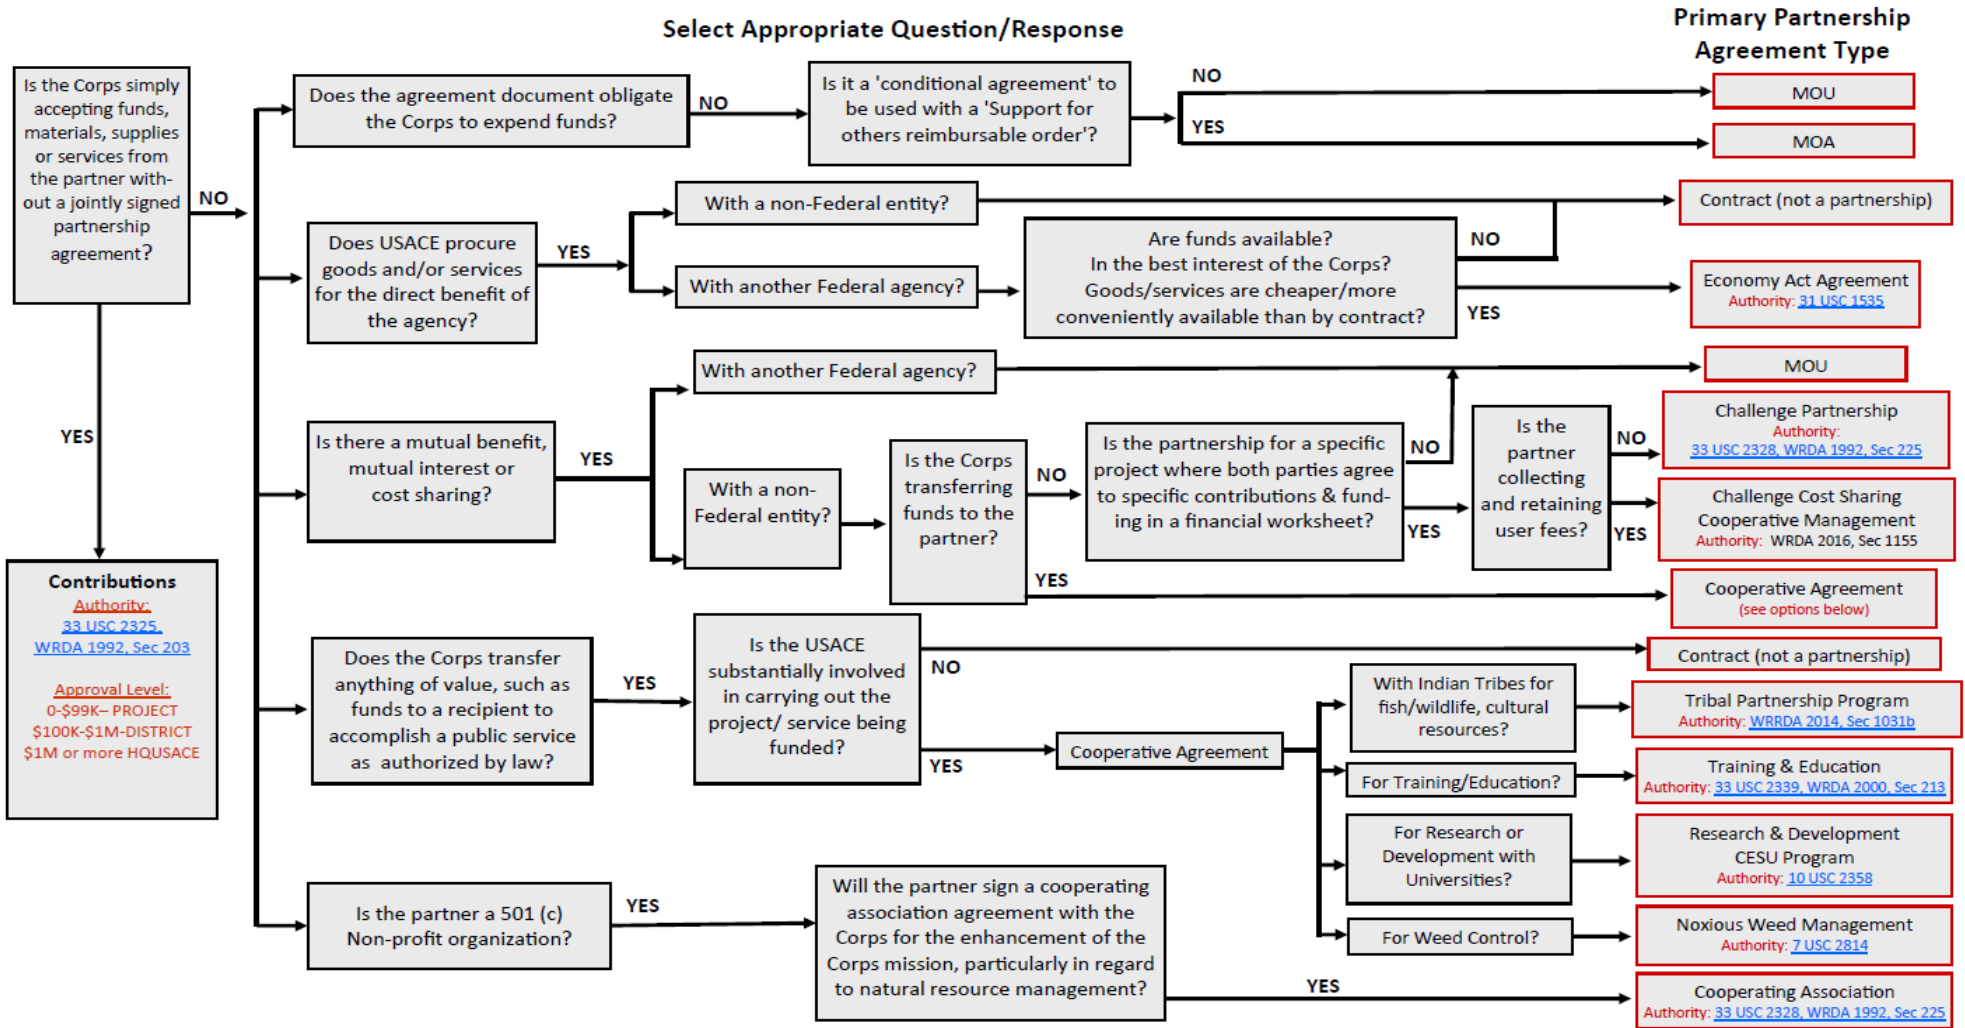 Select Appropriate Question/Response
Primary Partnership
Agreement Type
Is the Corps simply
accepting funds,
materials, supplies
or services from
the partner with-
out a jointly signed
partnership
agreement?
NO
YES
Contributions
Authority:
33 USC 2325,
WRDA 1992, Sec 203
Approval Level:
0-$99K– PROJECT
$100K-$1M-DISTRICT
$1M or more HQUSACE
Does the agreement document obligate
the Corps to expend funds?
NO
Is it a 'conditional agreement' to
be used with a 'Support for
others reimbursable order'?
NO
YES
MOU
MOA
Does USACE procure
goods and/or services
for the direct benefit of
the agency?
YES
With a non-Federal entity?
With another Federal agency?
Are funds available?
In the best interest of the Corps?
Goods/services are cheaper/more
conveniently available than by contract?
NO
YES
Contract (not a partnership)
Economy Act Agreement
Authority: 31 USC 1535
Is there a mutual benefit,
mutual interest or
cost sharing?
YES
With another Federal agency?
MOU
With a non-
Federal entity?
Is the Corps
transferring
funds to the
partner?
NO
YES
Is the partnership for a specific
project where both parties agree
to specific contributions & fund-
ing in a financial worksheet?
NO
YES
Is the
partner
collecting
and retaining
user fees?
NO
YES
Challenge Partnership
Authority:
33 USC 2328, WRDA 1992, Sec 225
Challenge Cost Sharing
Cooperative Management
Authority: WRDA 2016, Sec 1155
Cooperative Agreement
(see options below)
Does the Corps transfer
anything of value, such as
funds to a recipient to
accomplish a public service
as authorized by law?
YES
Is the USACE
substantially involved
in carrying out the
project/ service being
funded?
NO
YES
Contract (not a partnership)
Cooperative Agreement
With Indian Tribes for
fish/wildlife, cultural
resources?
Tribal Partnership Program
Authority: WRRDA 2014, Sec 1031b
For Training/Education?
Training & Education
Authority: 33 USC 2339, WRDA 2000, Sec 213
For Research or
Development with
Universities?
Research & Development
CESU Program
Authority: 10 USC 2358
For Weed Control?
Noxious Weed Management
Authority: 7 USC 2814
Is the partner a 501 (c)
Non-profit organization?
YES
Will the partner sign a cooperating
association agreement with the
Corps for the enhancement of the
Corps mission, particularly in regard
to natural resource management?
YES
Cooperating Association
Authority: 33 USC 2328, WRDA 1992, Sec 225